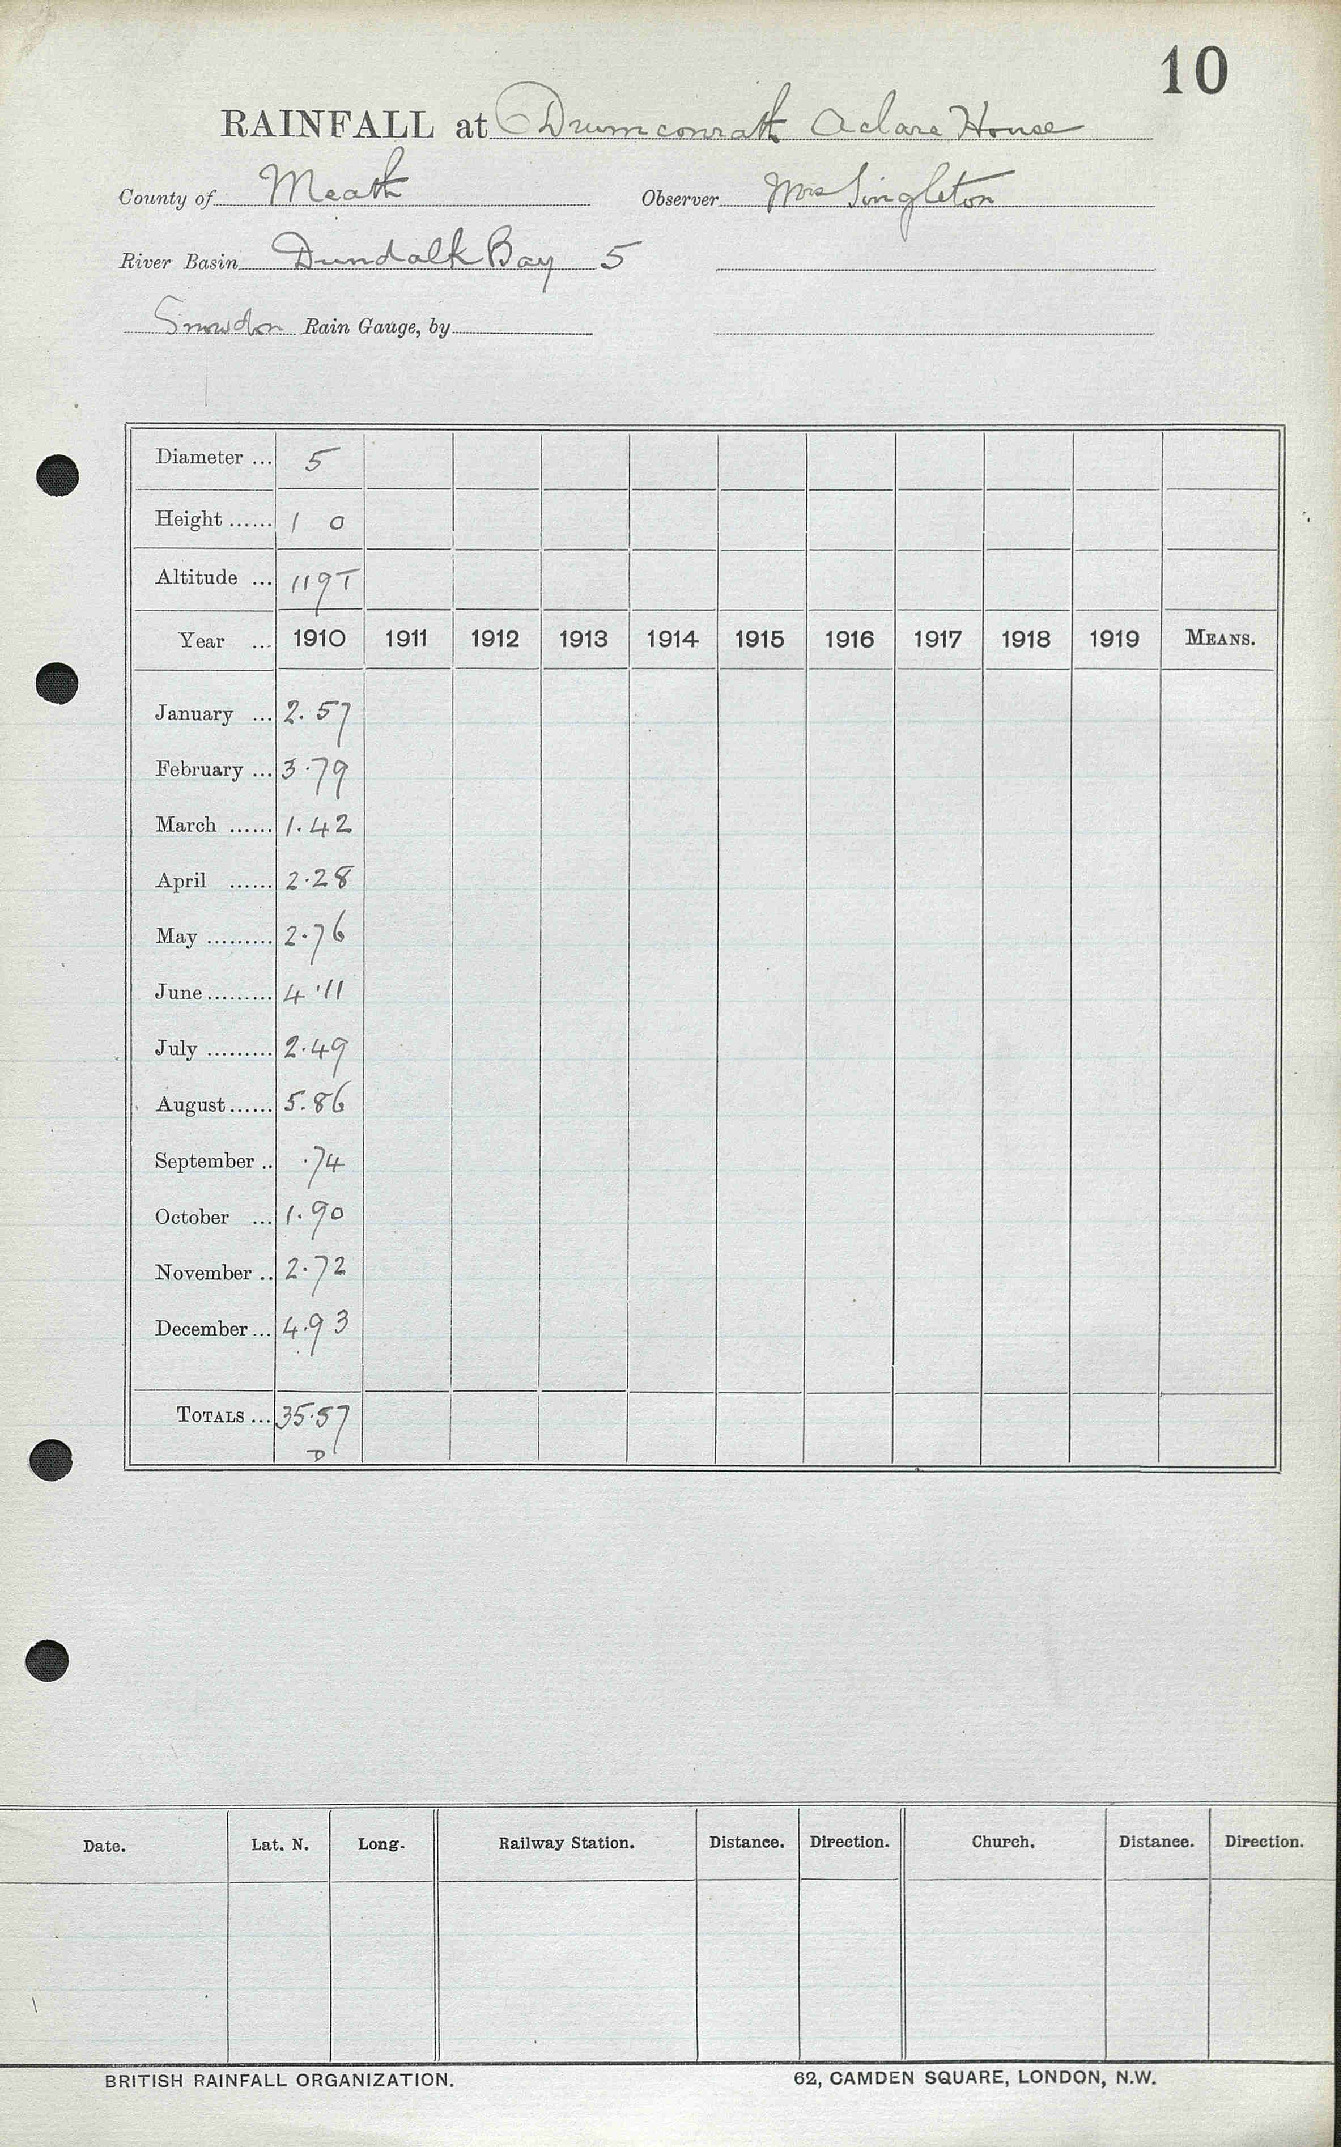 10
RAINFALL at Drumconrath Aclare House
County of Meath Observer Mrs Singleton
River Basin Dundalk Bay 5
Snowdon Rain Gauge, by
Diameter ... 5
Height ...... 1 0
Altitude ... 119T
Year ... 1910 1911 1912 1913 1914 1915 1916 1917 1918 1919 MEANS.
January ... 2.57
February ... 3.79
March ...... 1.42
April ...... 2.28
May ......... 2.76
June ......... 4.11
July ......... 2.49
August ...... 5.86
September .. .74
October ... 1.90
November .. 2.72
December ... 4.93
TOTALS ... 35.57
D
Date. Lat. N. Long. Railway Station. Distance. Direction. Church. Distance. Direction.
BRITISH RAINFALL ORGANIZATION. 62, CAMDEN SQUARE, LONDON, N.W.